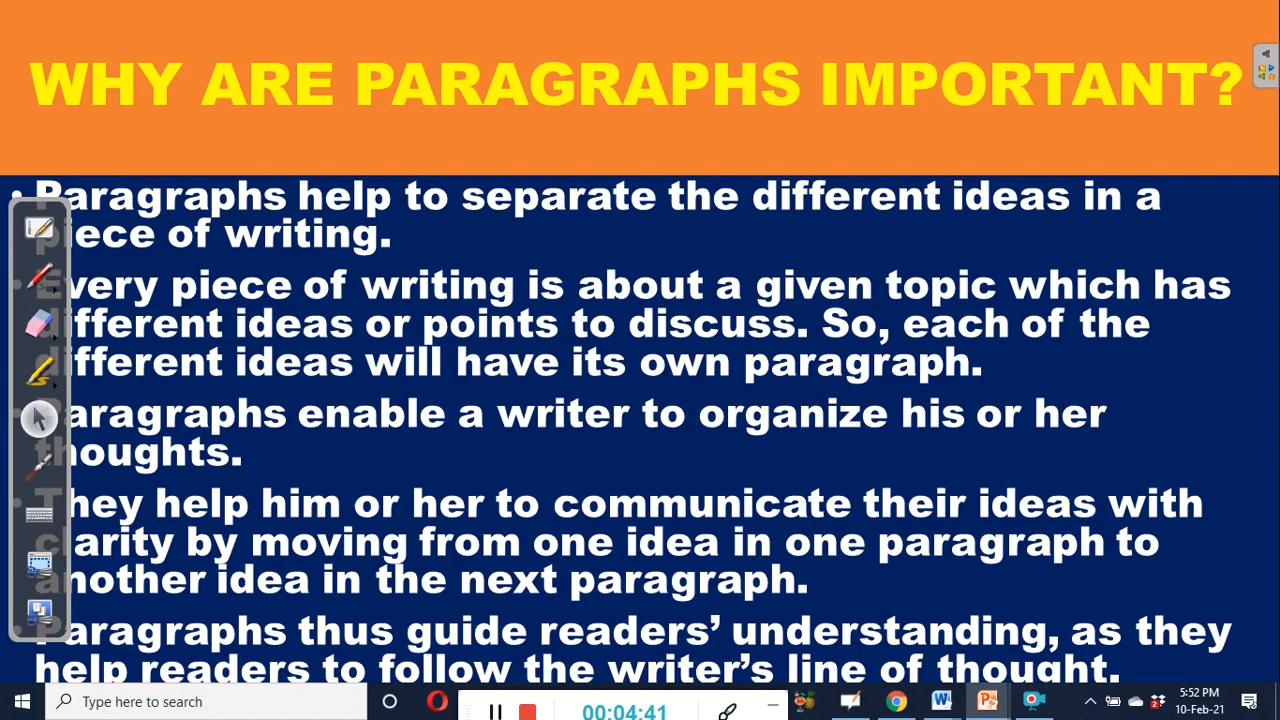 WHY ARE PARAGRAPHS IMPORTANT?
• Paragraphs help to separate the different ideas in a
piece of writing.
• Every piece of writing is about a given topic which has
different ideas or points to discuss. So, each of the
different ideas will have its own paragraph.
• Paragraphs enable a writer to organize his or her
thoughts.
• They help him or her to communicate their ideas with
clarity by moving from one idea in one paragraph to
another idea in the next paragraph.
• Paragraphs thus guide readers’ understanding, as they
help readers to follow the writer’s line of thought.
Type here to search
00:04:41
5:52 PM
10-Feb-21